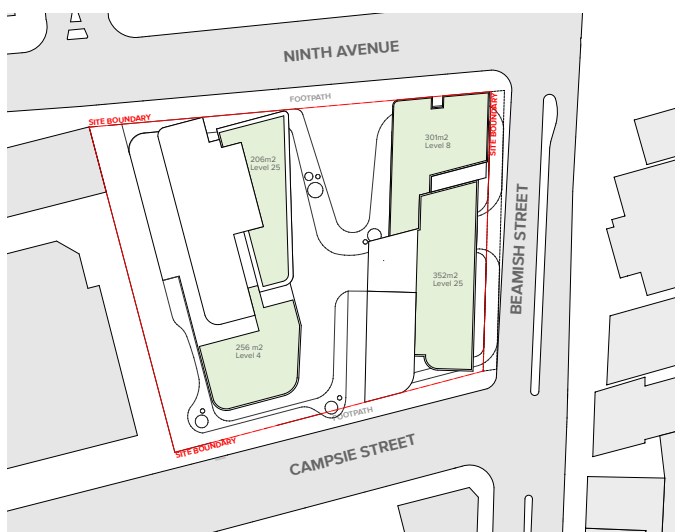 NINTH AVENUE
FOOTPATH
SITE BOUNDARY
SITE BOUNDARY
301m2
Level 8
206m2
Level 25
BEAMISH STREET
352m2
Level 25
256 m2
Level 4
FOOTPATH
SITE BOUNDARY
CAMPSIE STREET